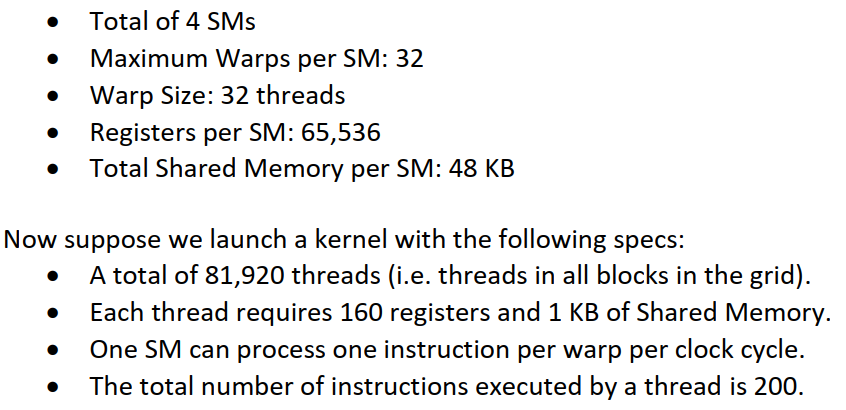 • Total of 4 SMs
• Maximum Warps per SM: 32
• Warp Size: 32 threads
• Registers per SM: 65,536
• Total Shared Memory per SM: 48 KB
Now suppose we launch a kernel with the following specs:
• A total of 81,920 threads (i.e. threads in all blocks in the grid).
• Each thread requires 160 registers and 1 KB of Shared Memory.
• One SM can process one instruction per warp per clock cycle.
• The total number of instructions executed by a thread is 200.